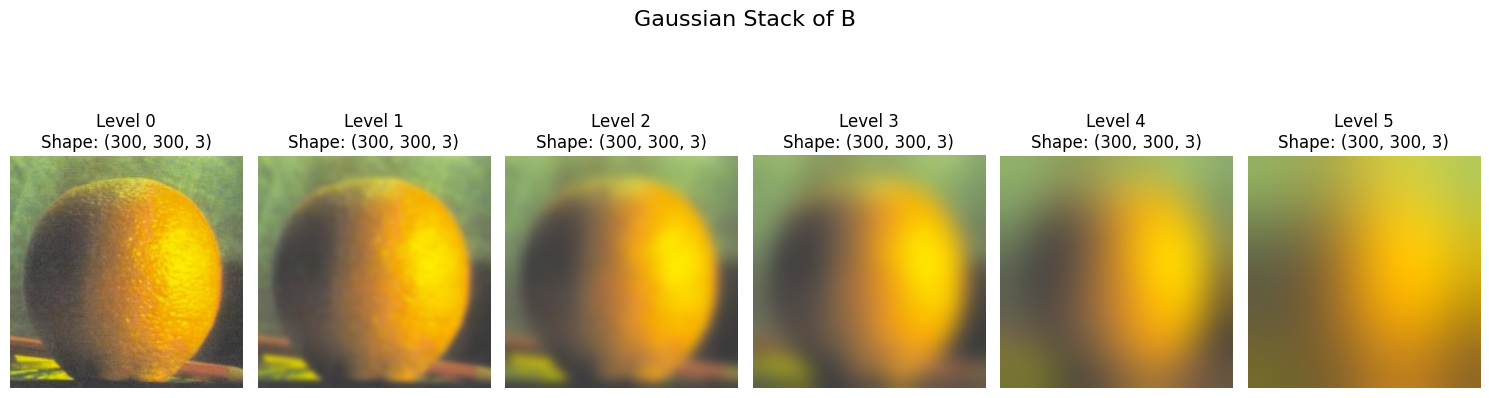 Gaussian Stack of B
Level 0
Shape: (300, 300, 3)
Level 1
Shape: (300, 300, 3)
Level 2
Shape: (300, 300, 3)
Level 3
Shape: (300, 300, 3)
Level 4
Shape: (300, 300, 3)
Level 5
Shape: (300, 300, 3)